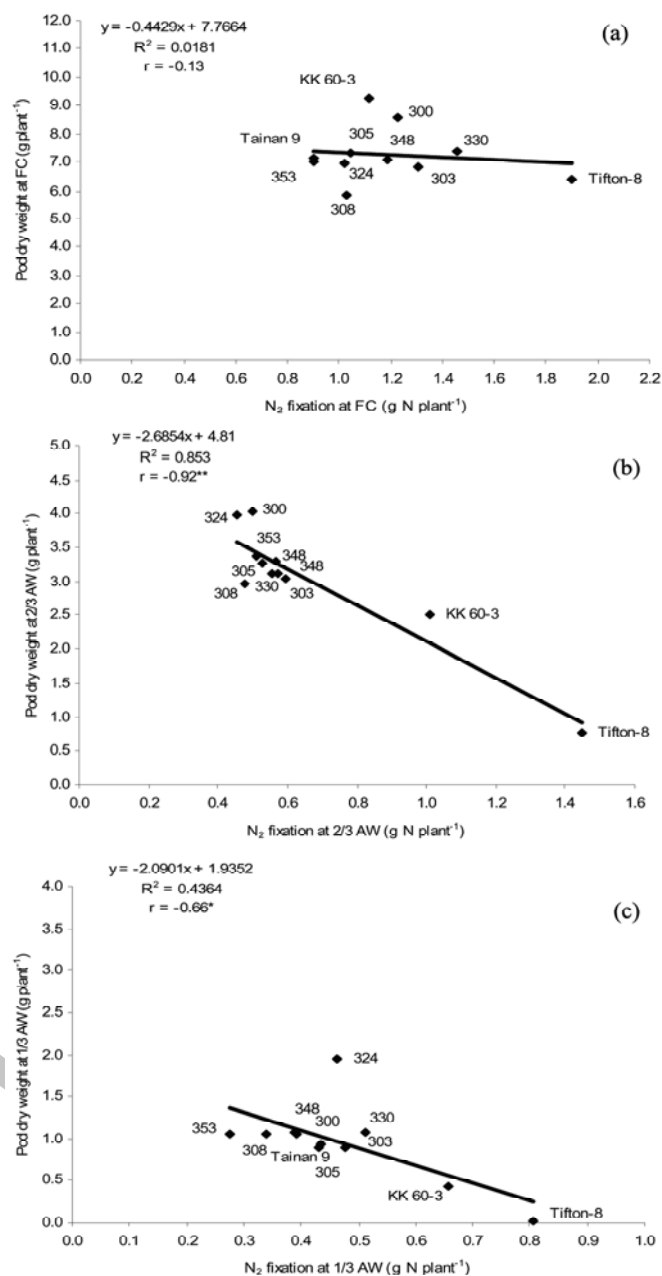 y = -0.4429x + 7.7664
R² = 0.0181
r = -0.13
(a)
Pod dry weight at FC (g plant⁻¹)
12.0
11.0
10.0
9.0
8.0
7.0
6.0
5.0
4.0
3.0
2.0
1.0
0.0
KK 60-3
300
Tainan 9
305
348
330
353
324
303
Tifton-8
308
0.0 0.2 0.4 0.6 0.8 1.0 1.2 1.4 1.6 1.8 2.0 2.2
N₂ fixation at FC (g N plant⁻¹)
y = -2.6854x + 4.81
R² = 0.853
r = -0.92**
(b)
Pod dry weight at 2/3 AW (g plant⁻¹)
5.0
4.5
4.0
3.5
3.0
2.5
2.0
1.5
1.0
0.5
0.0
324
300
353
348
305
348
308
330
303
KK 60-3
Tifton-8
0.0 0.2 0.4 0.6 0.8 1.0 1.2 1.4 1.6
N₂ fixation at 2/3 AW (g N plant⁻¹)
y = -2.0901x + 1.9352
R² = 0.4364
r = -0.66*
(c)
Pod dry weight at 1/3 AW (g plant⁻¹)
4.0
3.5
3.0
2.5
2.0
1.5
1.0
0.5
0.0
324
348
300
330
353
308
Tainan 9
303
305
KK 60-3
Tifton-8
0.0 0.1 0.2 0.3 0.4 0.5 0.6 0.7 0.8 0.9 1.0
N₂ fixation at 1/3 AW (g N plant⁻¹)